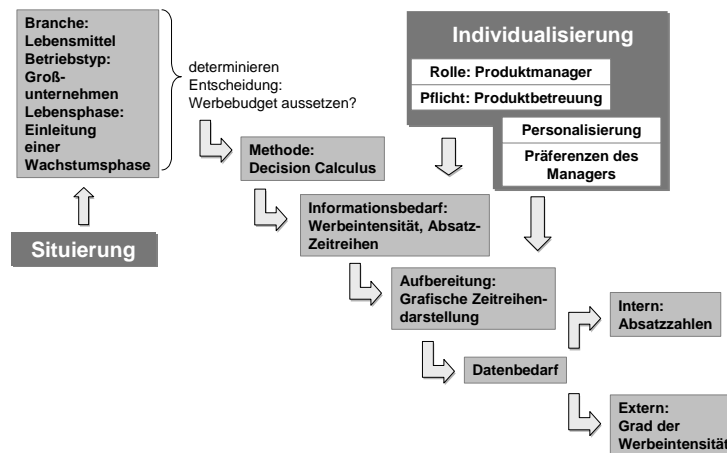 Branche:
Lebensmittel
Betriebstyp:
Groß-
unternehmen
Lebensphase:
Einleitung
einer
Wachstumsphase
determinieren
Entscheidung:
Werbebudget aussetzen?
Individualisierung
Rolle: Produktmanager
Pflicht: Produktbetreuung
Personalisierung
Präferenzen des
Managers
Methode:
Decision Calculus
Situierung
Informationsbedarf:
Werbeintensität, Absatz-
Zeitreihen
Aufbereitung:
Grafische Zeitreihen-
darstellung
Intern:
Absatzzahlen
Datenbedarf
Extern:
Grad der
Werbeintensität